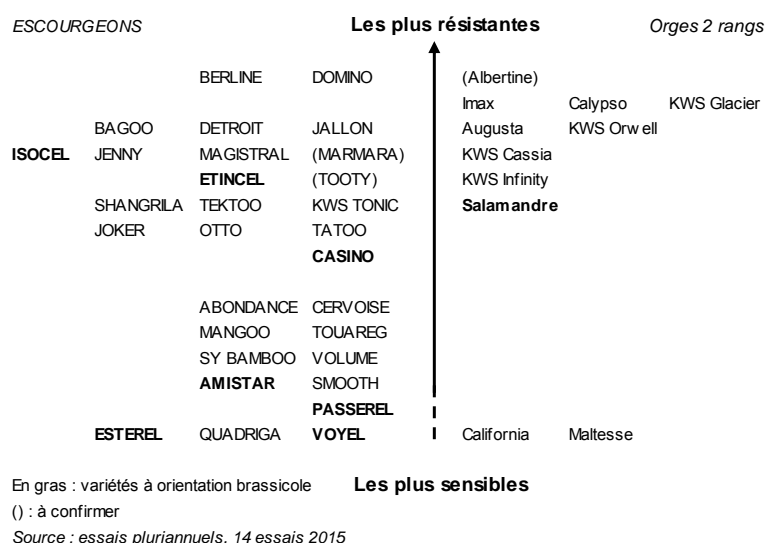 ESCOURGEONS Les plus résistantes Orges 2 rangs
BERLINE DOMINO (Albertine)
Imax Calypso KWS Glacier
BAGOO DETROIT JALLON Augusta KWS Orwell
ISOCEL JENNY MAGISTRAL (MARMARA) KWS Cassia
ETINCEL (TOOTY) KWS Infinity
SHANGRILA TEKTOO KWS TONIC Salamandre
JOKER OTTO TATOO
CASINO
ABONDANCE CERVOISE
MANGOO TOUAREG
SY BAMBOO VOLUME
AMISTAR SMOOTH
PASSEREL
ESTEREL QUADRIGA VOYEL California Maltesse
En gras : variétés à orientation brassicole Les plus sensibles
() : à confirmer
Source : essais pluriannuels, 14 essais 2015